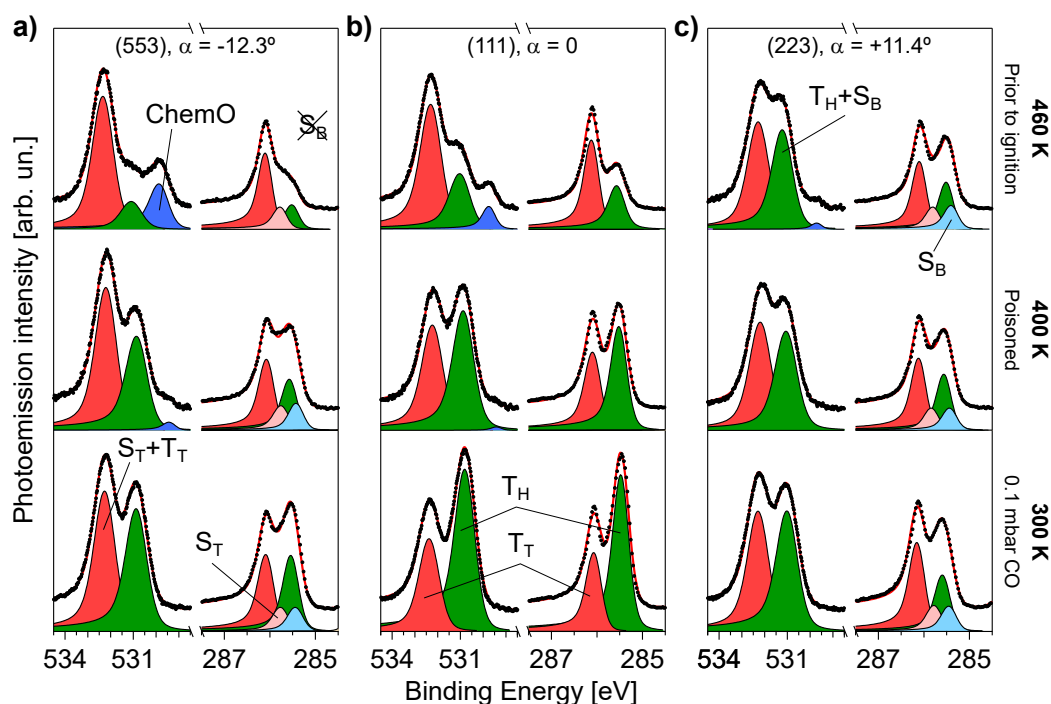 a)
b)
c)
(553), α = -12.3º
(111), α = 0
(223), α = +11.4º
ChemO
S_B
T_H+S_B
S_B
460 K
Prior to ignition
400 K
Poisoned
300 K
0.1 mbar CO
S_T+T_T
S_T
T_H
T_T
Photoemission intensity [arb. un.]
534 531 287 285
534 531 287 285
534 531 287 285
Binding Energy [eV]